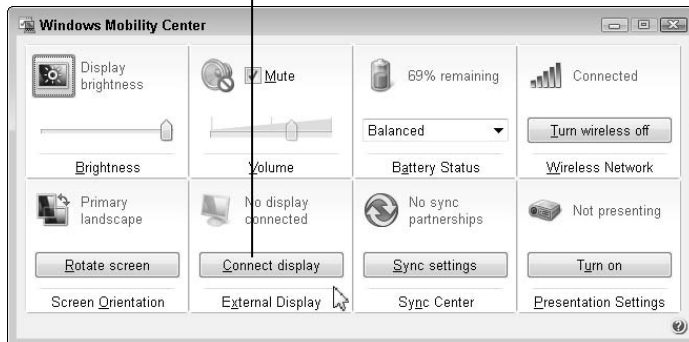 Windows Mobility Center
Display
brightness
Mute
69% remaining
Connected
Balanced
Turn wireless off
Brightness
Volume
Battery Status
Wireless Network
Primary
landscape
No display
connected
No sync
partnerships
Not presenting
Rotate screen
Connect display
Sync settings
Turn on
Screen Orientation
External Display
Sync Center
Presentation Settings